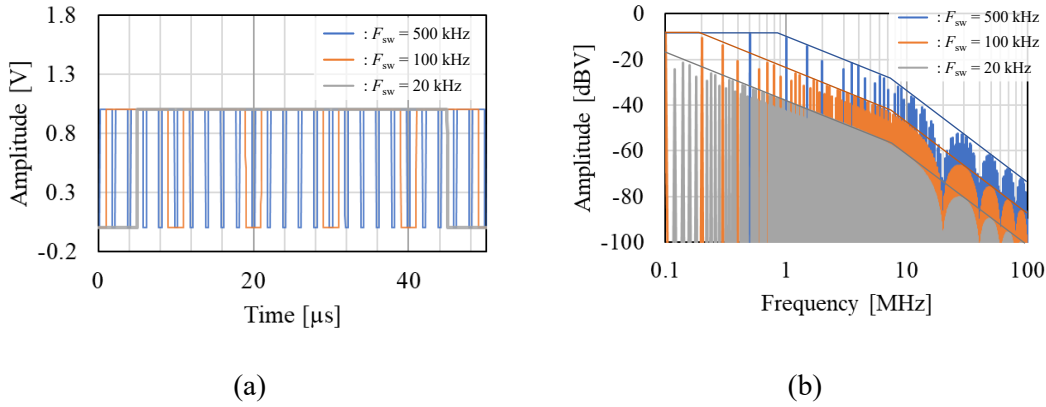 1.8
1.3
0.8
0.3
-0.2
Amplitude [V]
: Fsw = 500 kHz
: Fsw = 100 kHz
: Fsw = 20 kHz
0
20
40
Time [µs]
(a)
0
-20
-40
-60
-80
-100
Amplitude [dBV]
: Fsw = 500 kHz
: Fsw = 100 kHz
: Fsw = 20 kHz
0.1
1
10
100
Frequency [MHz]
(b)